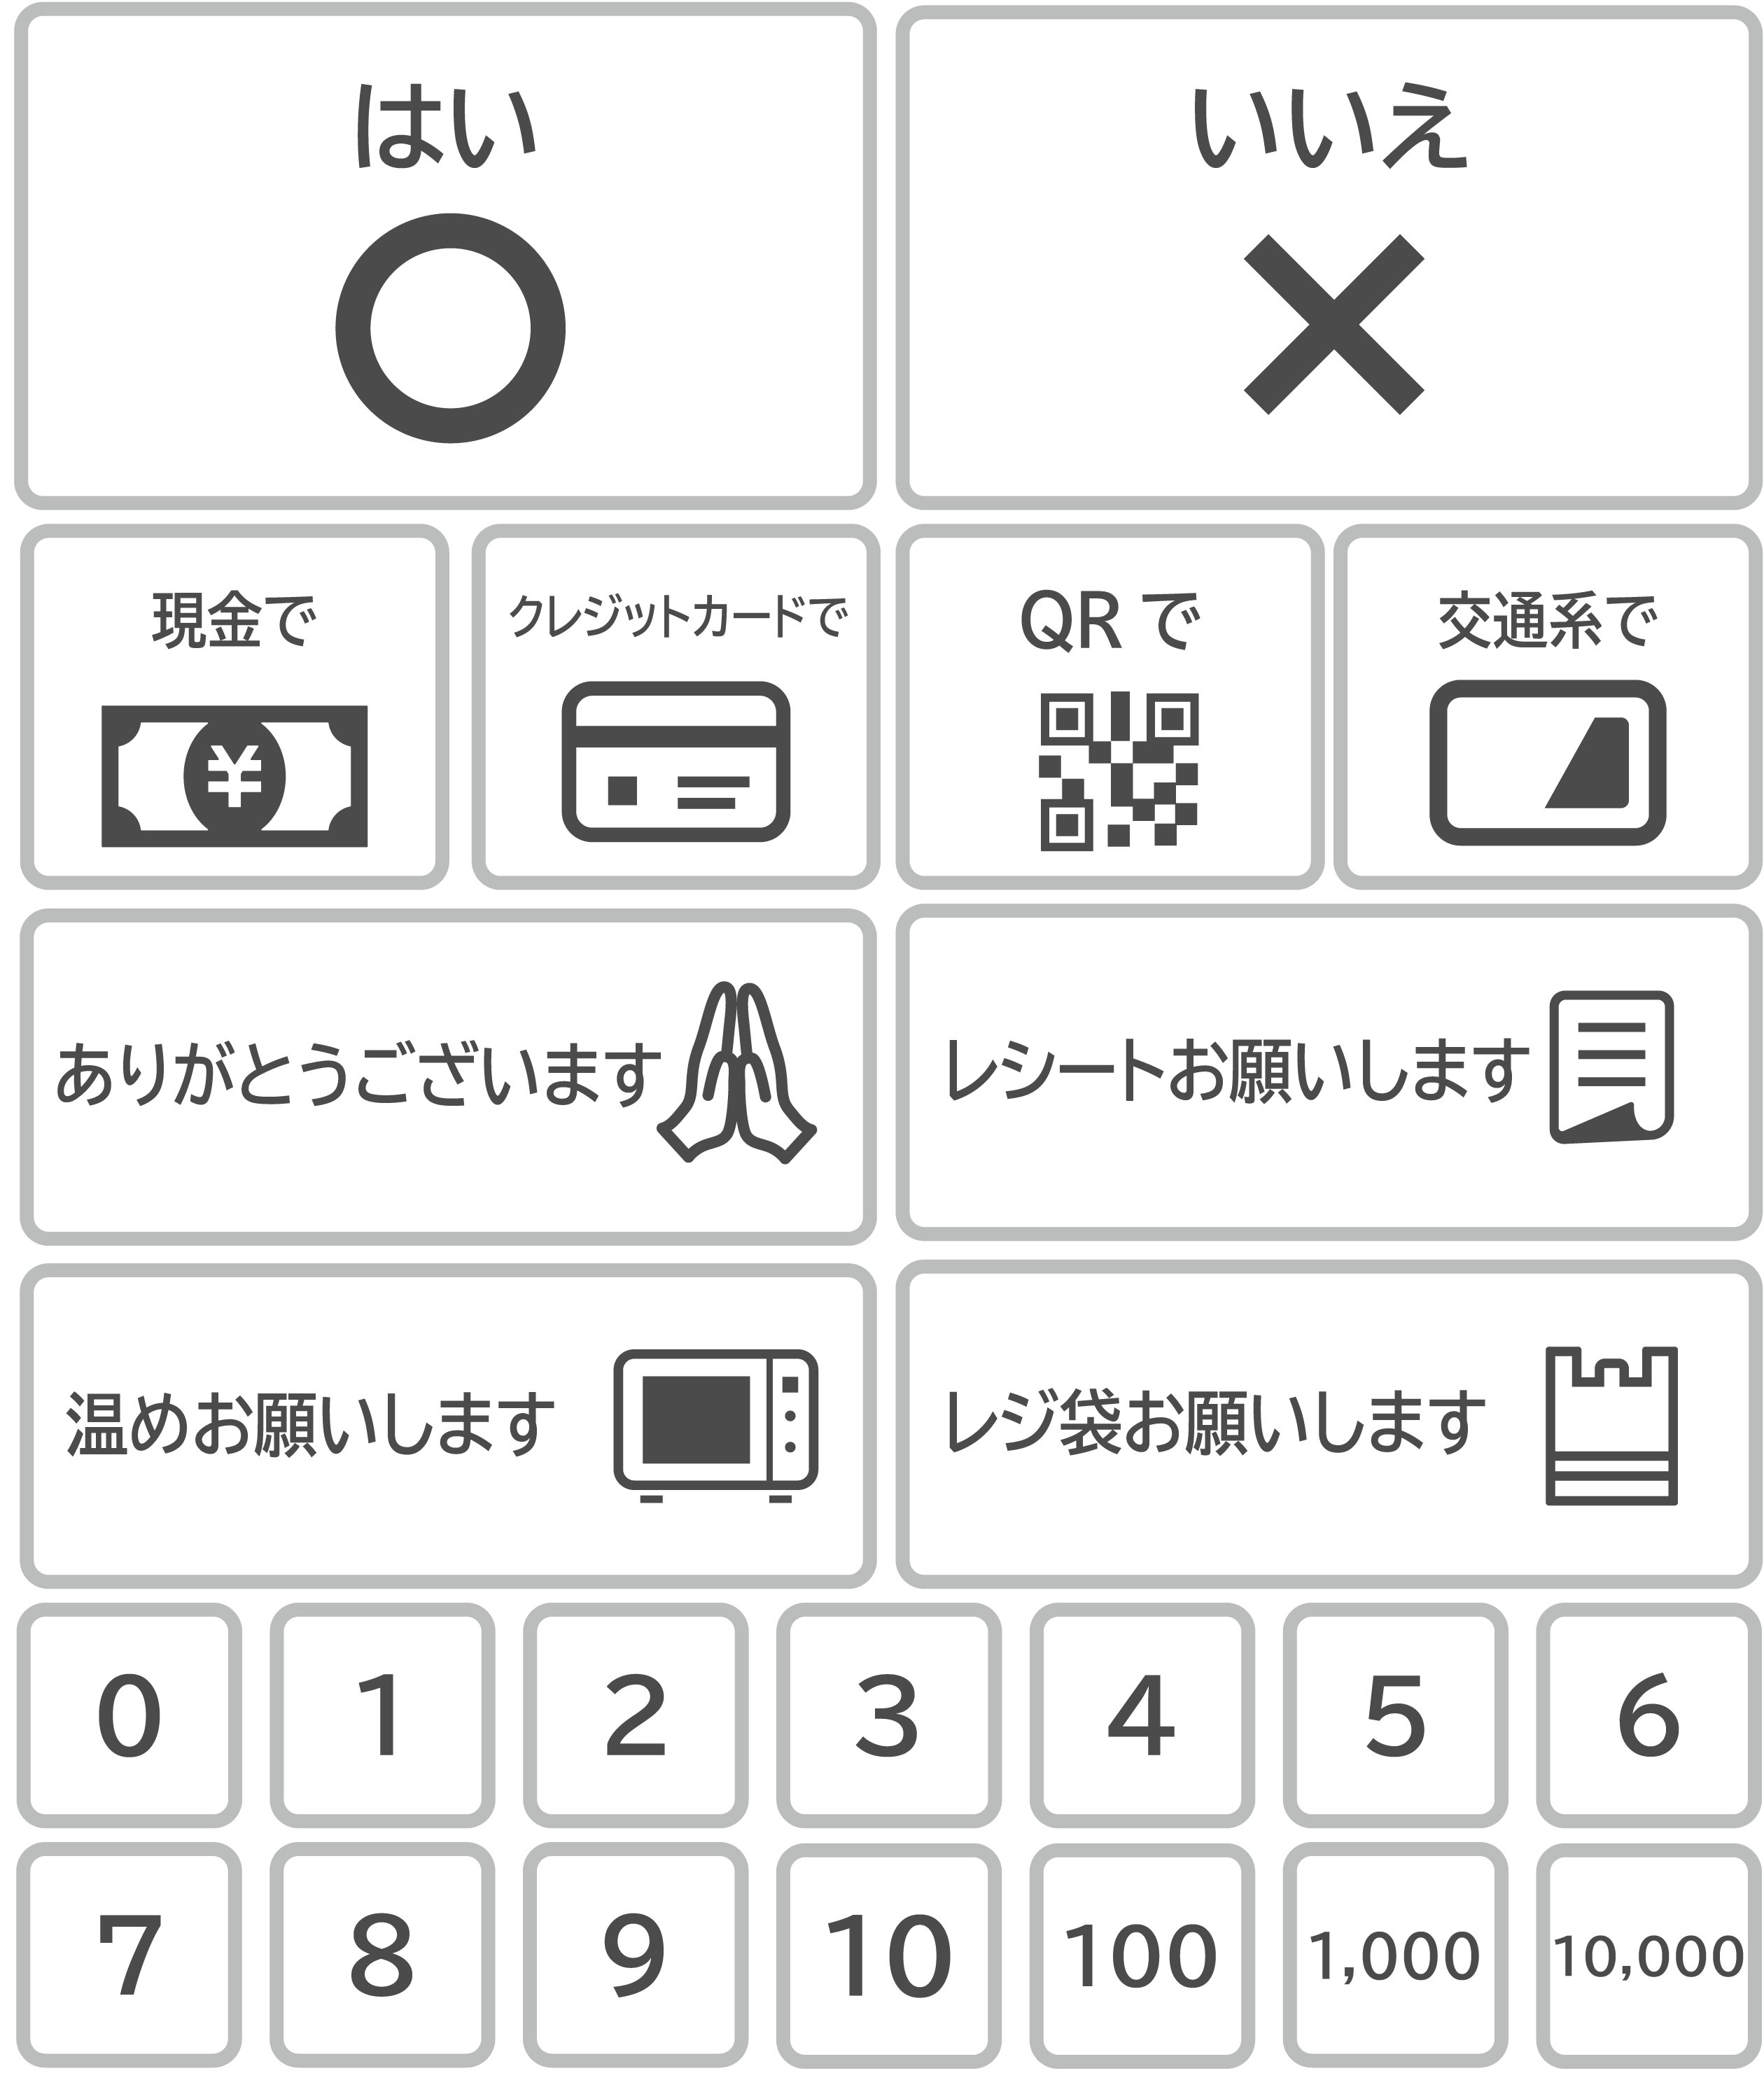 はい
いいえ
現金で
クレジットカードで
QRで
交通系で
ありがとうございます
レシートお願いします
温めお願いします
レジ袋お願いします
0
1
2
3
4
5
6
7
8
9
10
100
1,000
10,000